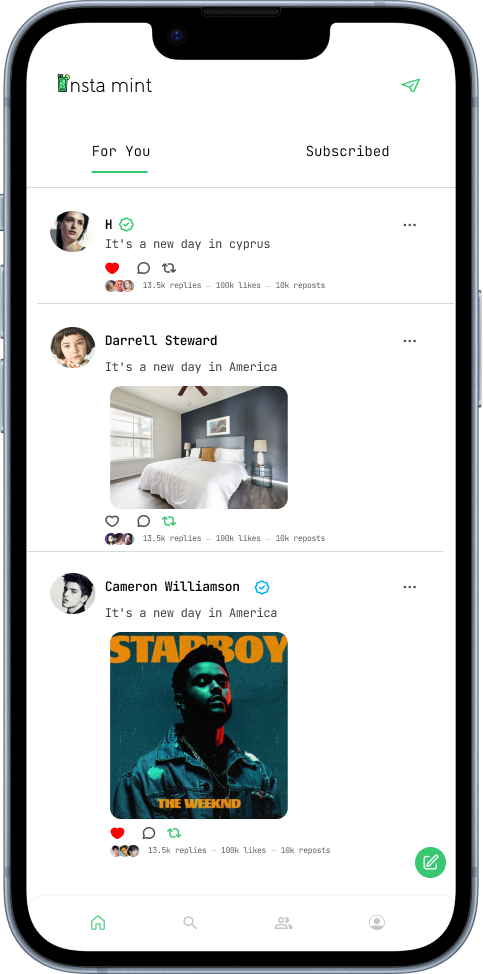 insta mint
For You
Subscribed
H
It's a new day in cyprus
13.5k replies — 100k likes — 10k reposts
Darrell Steward
It's a new day in America
13.5k replies — 100k likes — 10k reposts
Cameron Williamson
It's a new day in America
STARBOY
THE WEEKND
13.5k replies — 100k likes — 10k reposts